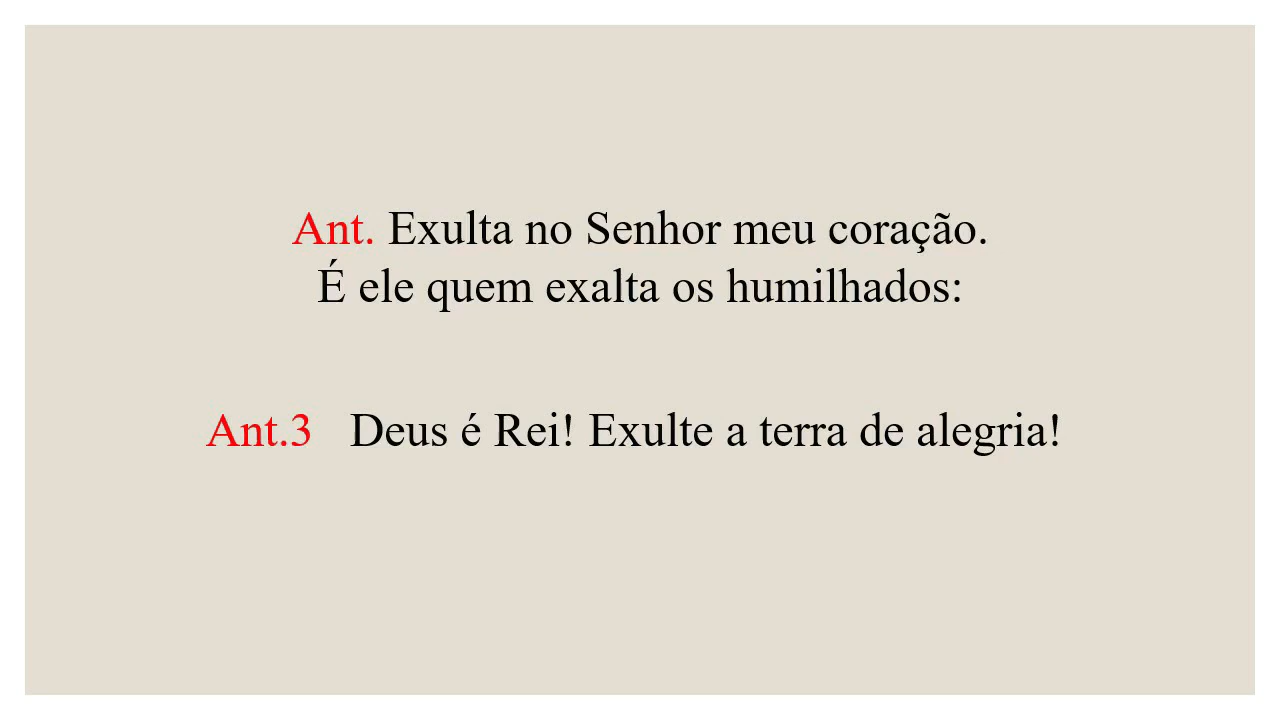 Ant. Exulta no Senhor meu coração.
É ele quem exalta os humilhados:
Ant.3 Deus é Rei! Exulte a terra de alegria!